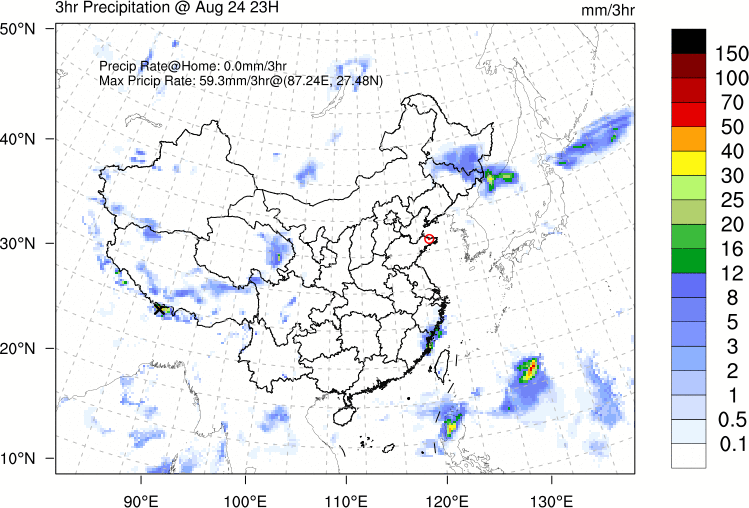 3hr Precipitation @ Aug 24 23H
mm/3hr
Precip Rate@Home: 0.0mm/3hr
Max Pricip Rate: 59.3mm/3hr@(87.24E, 27.48N)
50°N
40°N
30°N
20°N
10°N
90°E
100°E
110°E
120°E
130°E
150
100
70
50
40
30
25
20
16
12
8
5
3
2
1
0.5
0.1